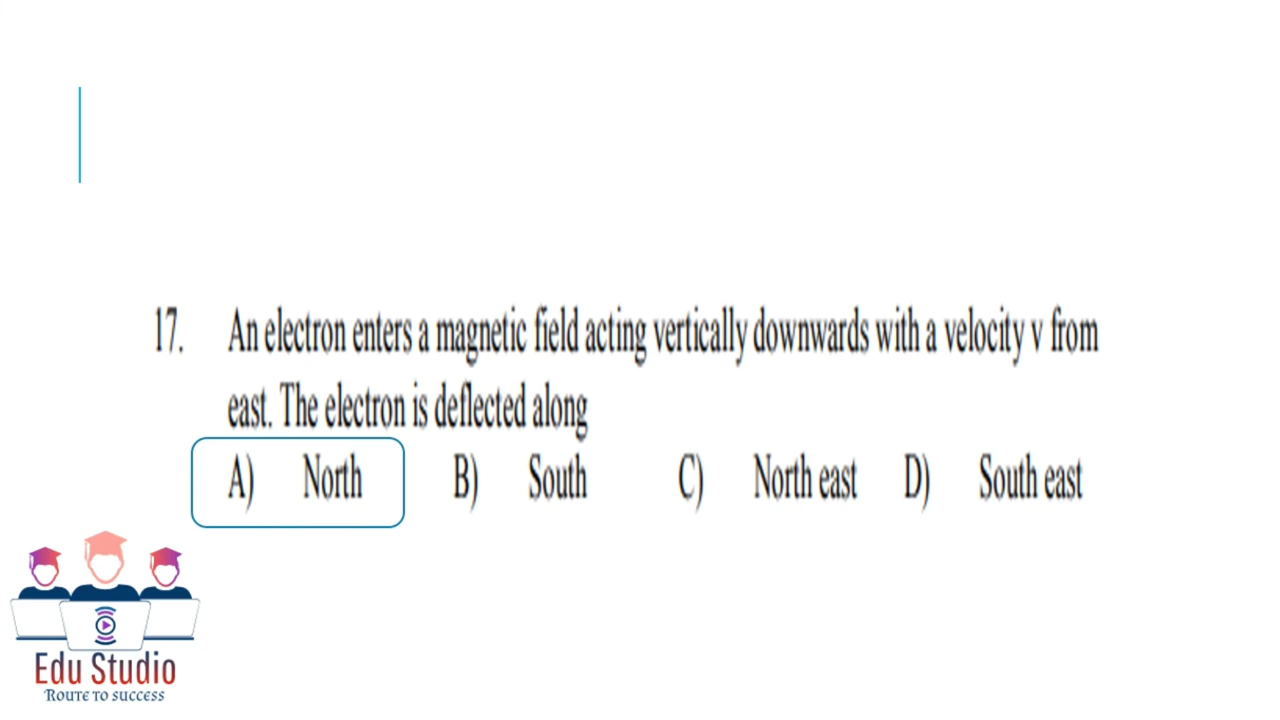 17. An electron enters a magnetic field acting vertically downwards with a velocity v from
east. The electron is deflected along
A) North B) South C) North east D) South east
Edu Studio
Route to success